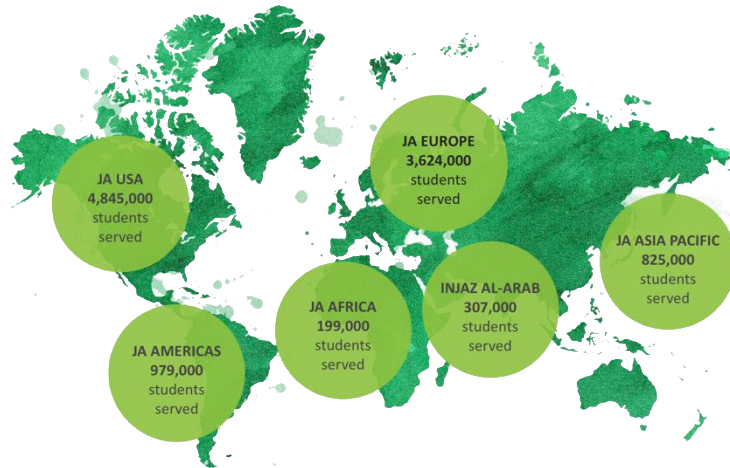 JA USA
4,845,000
students
served
JA EUROPE
3,624,000
students
served
JA ASIA PACIFIC
825,000
students
served
JA AMERICAS
979,000
students
served
JA AFRICA
199,000
students
served
INJAZ AL-ARAB
307,000
students
served